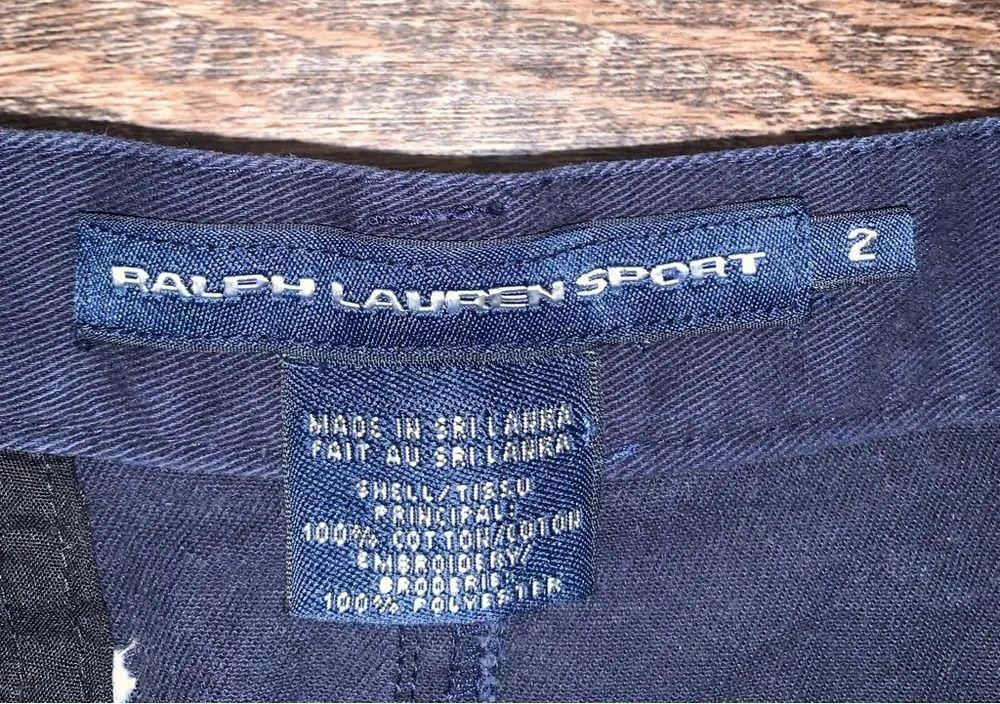 RALPH LAUREN SPORT
2
MADE IN SRI LANKA
FAIT AU SRI LANKA
SHELL/TISSU
PRINCIPAL:
100% COTTON/COTON
EMBROIDERY/
BRODERIE:
100% POLYESTER